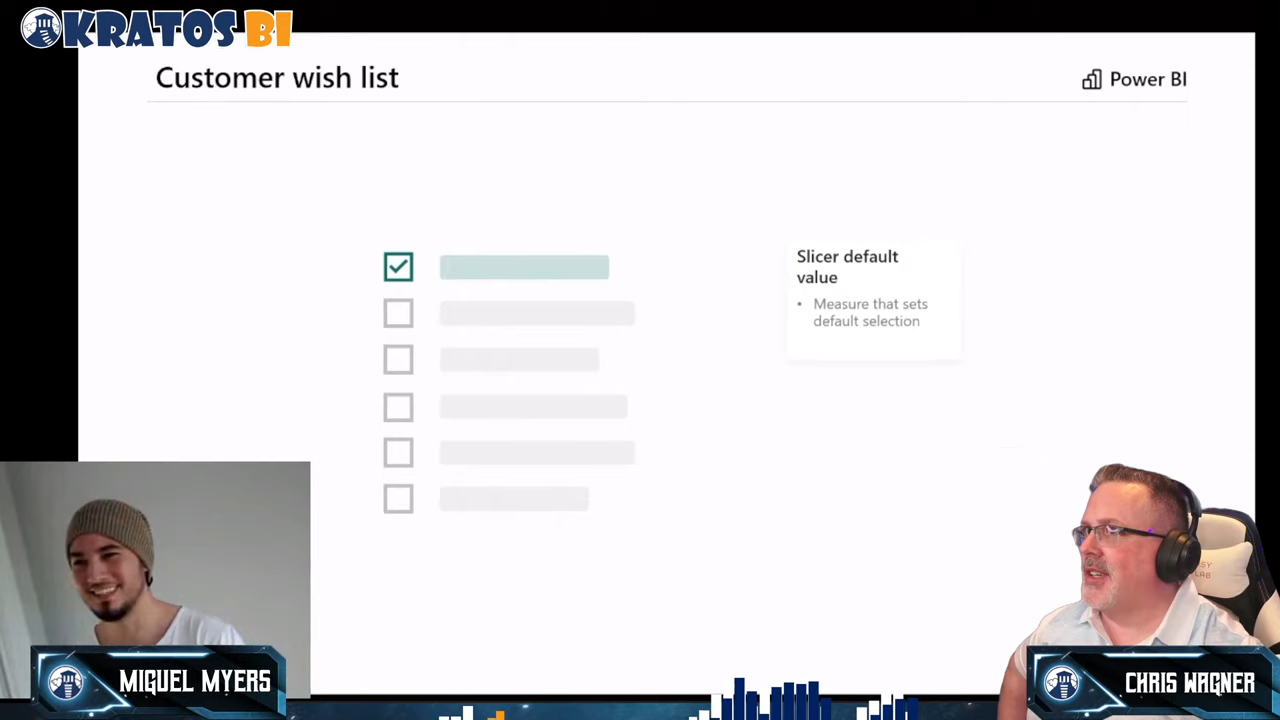 KRATOS BI
Customer wish list
Power BI
Slicer default
value
• Measure that sets
default selection
MIGUEL MYERS
CHRIS WAGNER